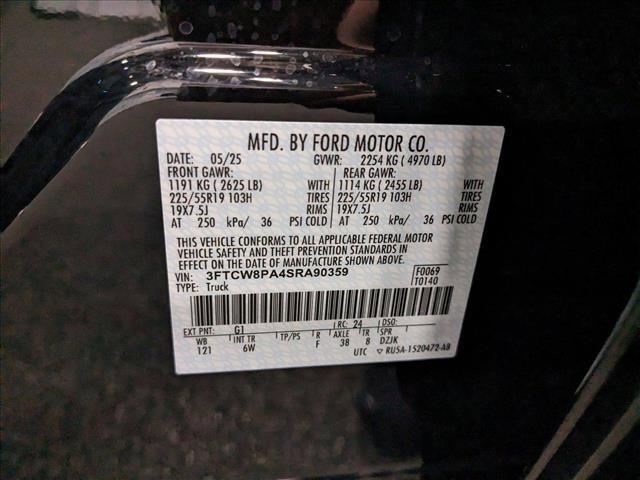 MFD. BY FORD MOTOR CO.
DATE: 05/25 GVWR: 2254 KG ( 4970 LB)
FRONT GAWR: REAR GAWR:
1191 KG ( 2625 LB) WITH 1114 KG ( 2455 LB) WITH
225/55R19 103H TIRES 225/55R19 103H TIRES
19X7.5J RIMS 19X7.5J RIMS
AT 250 kPa/ 36 PSI COLD AT 250 kPa/ 36 PSI COLD
THIS VEHICLE CONFORMS TO ALL APPLICABLE FEDERAL MOTOR
VEHICLE SAFETY AND THEFT PREVENTION STANDARDS IN
EFFECT ON THE DATE OF MANUFACTURE SHOWN ABOVE.
VIN: 3FTCW8PA4SRA90359 F0069
TYPE: Truck T0140
EXT PNT: G1 RC: 24 DSO:
WB INT TR TP/PS R AXLE TR SPR
121 6W F 38 8 DZJK
UTC RU5A-1520472-AB